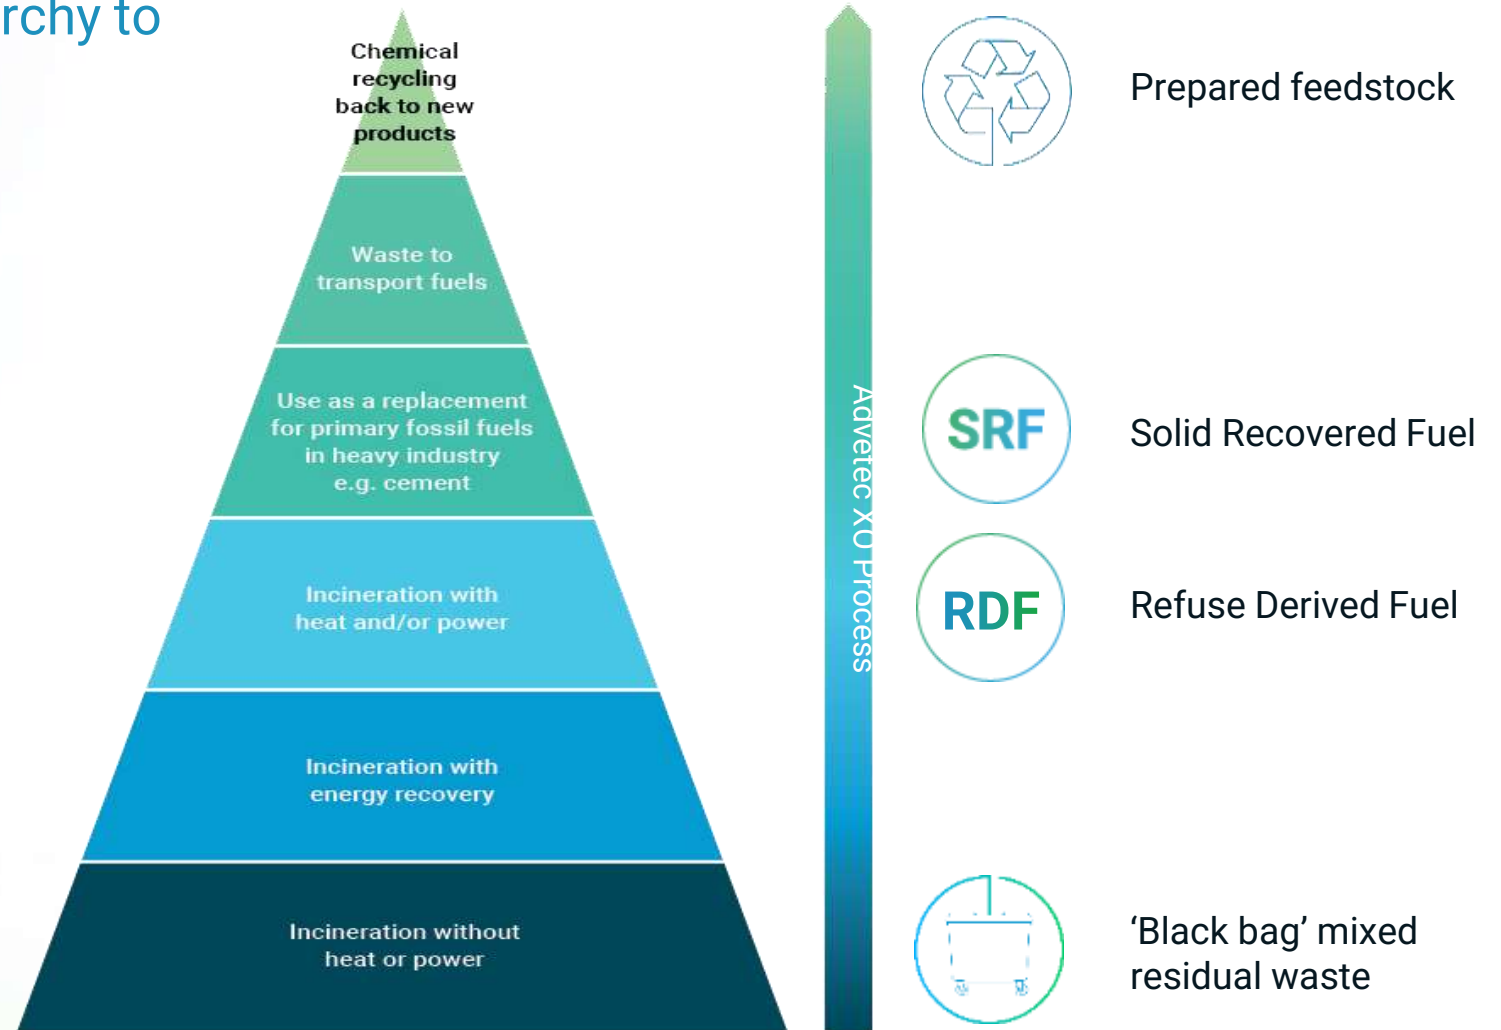 rchy to
Chemical
recycling
back to new
products
Waste to
transport fuels
Use as a replacement
for primary fossil fuels
in heavy industry
e.g. cement
Incineration with
heat and/or power
Incineration with
energy recovery
Incineration without
heat or power
Advetec XO Process
Prepared feedstock
SRF
Solid Recovered Fuel
RDF
Refuse Derived Fuel
‘Black bag’ mixed
residual waste